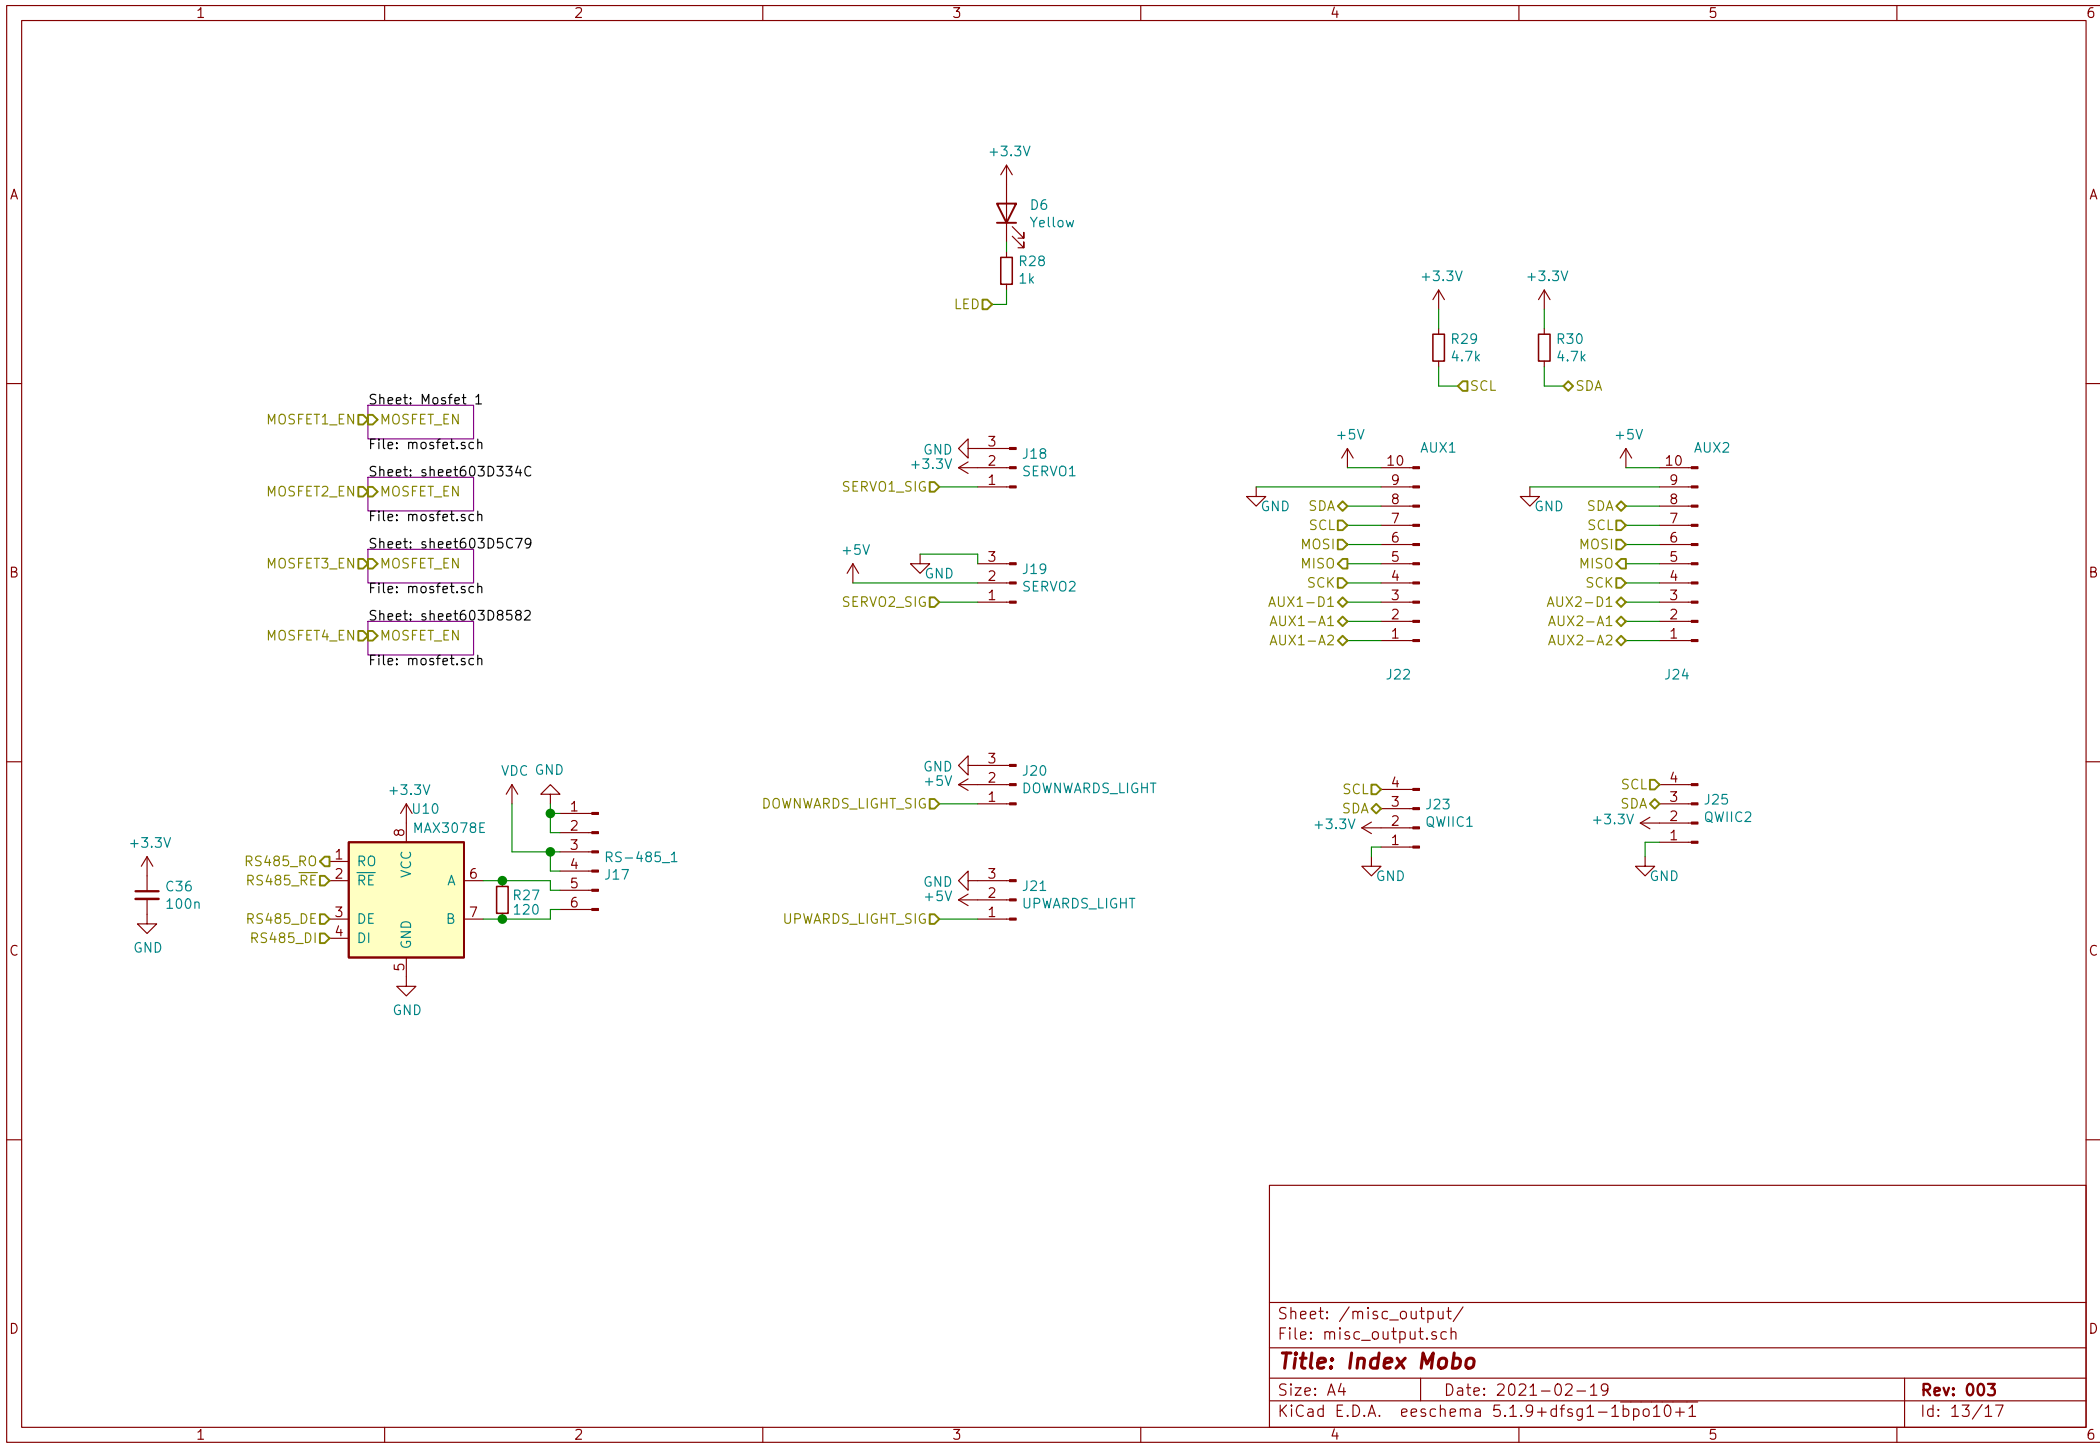 1 2 3 4 5 6
A A
B B
C C
D D
+3.3V
D6
Yellow
R28
1k
LED
+3.3V
R29
4.7k
SCL
+3.3V
R30
4.7k
SDA
Sheet: Mosfet 1
MOSFET1_EN MOSFET_EN
File: mosfet.sch
Sheet: sheet603D334C
MOSFET2_EN MOSFET_EN
File: mosfet.sch
Sheet: sheet603D5C79
MOSFET3_EN MOSFET_EN
File: mosfet.sch
Sheet: sheet603D8582
MOSFET4_EN MOSFET_EN
File: mosfet.sch
GND 3
+3.3V 2
SERVO1_SIG 1
J18
SERVO1
+5V
GND 3
2
SERVO2_SIG 1
J19
SERVO2
+5V
AUX1
10
9
GND
SDA 8
SCL 7
MOSI 6
MISO 5
SCK 4
AUX1-D1 3
AUX1-A1 2
AUX1-A2 1
J22
+5V
AUX2
10
9
GND
SDA 8
SCL 7
MOSI 6
MISO 5
SCK 4
AUX2-D1 3
AUX2-A1 2
AUX2-A2 1
J24
+3.3V
C36
100n
GND
+3.3V
U10
MAX3078E
8
VCC
RS485_RO 1 RO
RS485_RE 2 RE
RS485_DE 3 DE
RS485_DI 4 DI
A 6
B 7
GND
5
GND
R27
120
VDC GND
1
2
3
4
5
6
RS-485_1
J17
GND 3
+5V 2
DOWNWARDS_LIGHT_SIG 1
J20
DOWNWARDS_LIGHT
GND 3
+5V 2
UPWARDS_LIGHT_SIG 1
J21
UPWARDS_LIGHT
SCL 4
SDA 3
+3.3V 2
1
GND
J23
QWIIC1
SCL 4
SDA 3
+3.3V 2
1
GND
J25
QWIIC2
Sheet: /misc_output/
File: misc_output.sch
Title: Index Mobo
Size: A4 Date: 2021-02-19 Rev: 003
KiCad E.D.A. eeschema 5.1.9+dfsg1-1bpo10+1 Id: 13/17
1 2 3 4 5 6